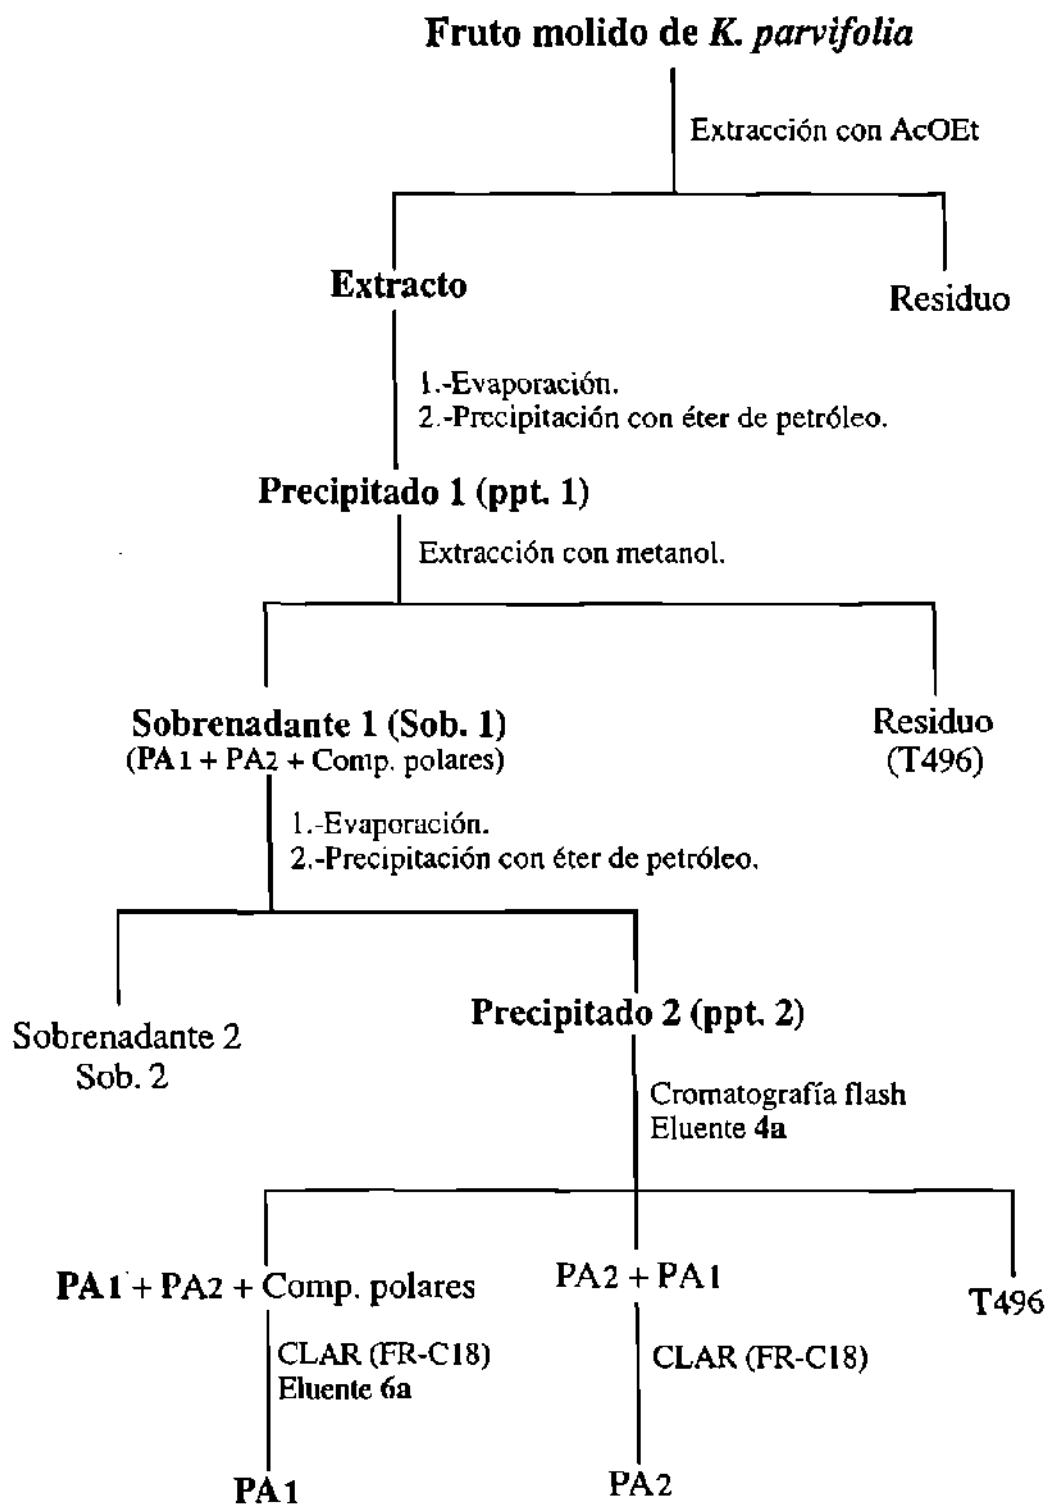 Fruto molido de K. parvifolia
Extracción con AcOEt
Extracto
Residuo
1.-Evaporación.
2.-Precipitación con éter de petróleo.
Precipitado 1 (ppt. 1)
Extracción con metanol.
Sobrenadante 1 (Sob. 1)
(PA1 + PA2 + Comp. polares)
Residuo
(T496)
1.-Evaporación.
2.-Precipitación con éter de petróleo.
Sobrenadante 2
Sob. 2
Precipitado 2 (ppt. 2)
Cromatografía flash
Eluente 4a
PA1 + PA2 + Comp. polares
PA2 + PA1
T496
CLAR (FR-C18)
Eluente 6a
CLAR (FR-C18)
PA1
PA2